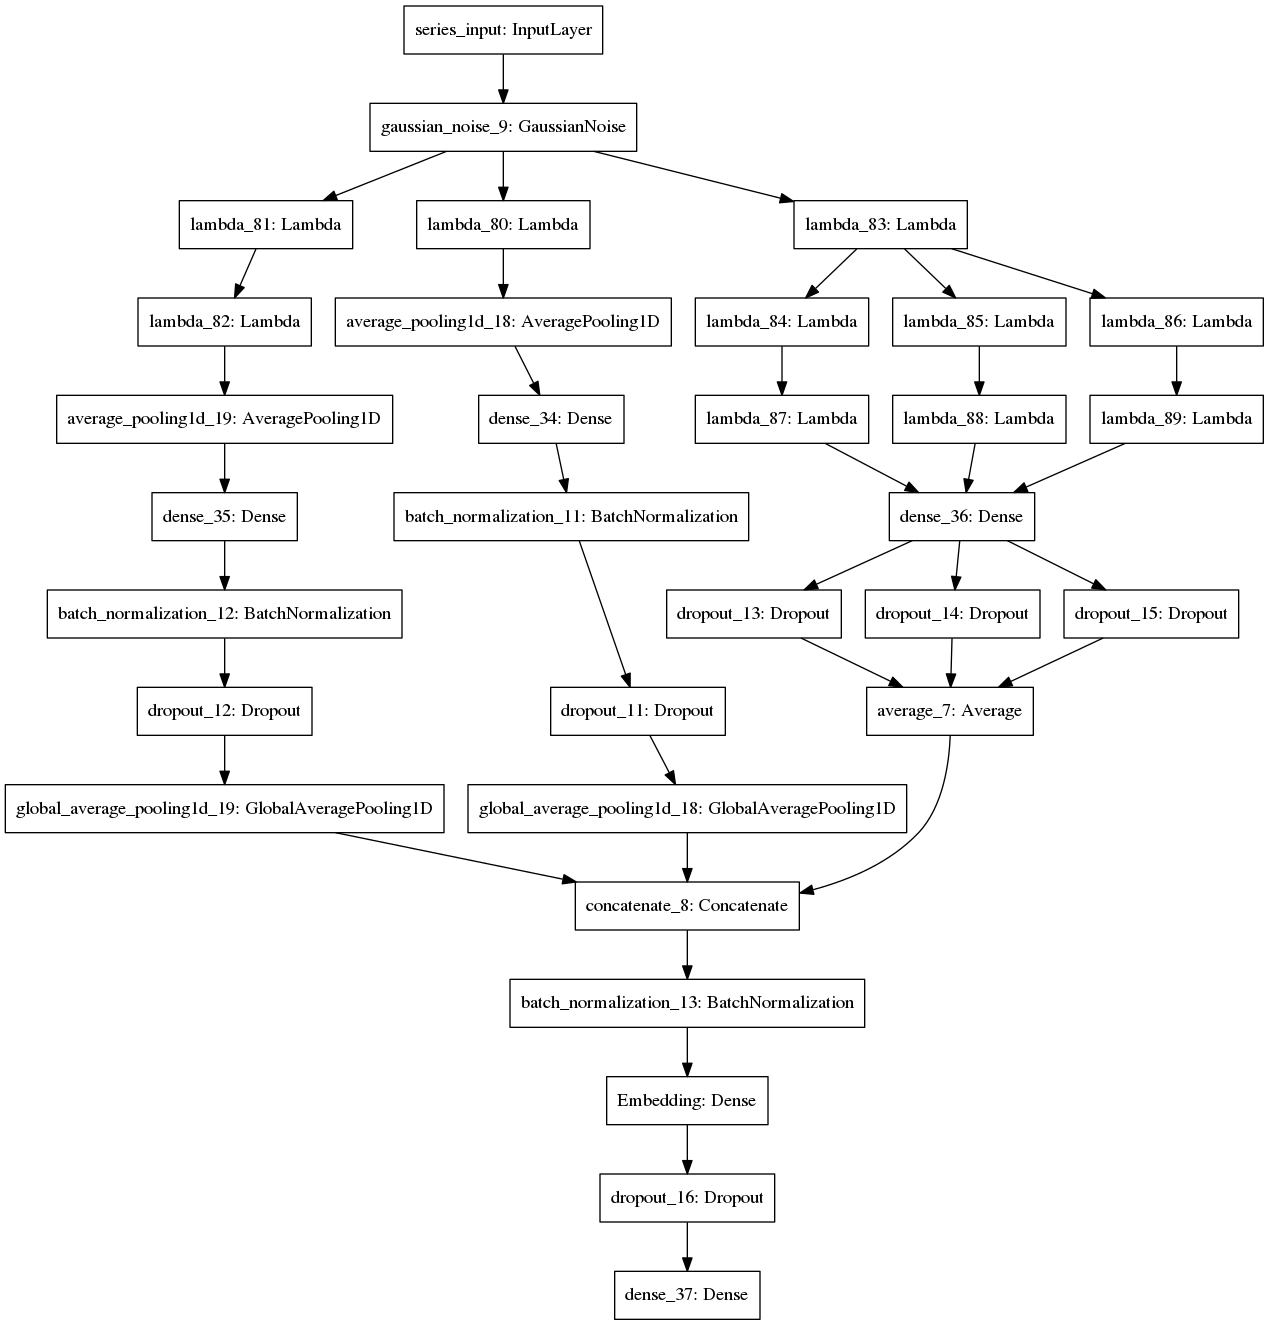 series_input: InputLayer
gaussian_noise_9: GaussianNoise
lambda_81: Lambda
lambda_80: Lambda
lambda_83: Lambda
lambda_82: Lambda
average_pooling1d_18: AveragePooling1D
lambda_84: Lambda
lambda_85: Lambda
lambda_86: Lambda
average_pooling1d_19: AveragePooling1D
dense_34: Dense
lambda_87: Lambda
lambda_88: Lambda
lambda_89: Lambda
dense_35: Dense
batch_normalization_11: BatchNormalization
dense_36: Dense
batch_normalization_12: BatchNormalization
dropout_13: Dropout
dropout_14: Dropout
dropout_15: Dropout
dropout_12: Dropout
dropout_11: Dropout
average_7: Average
global_average_pooling1d_19: GlobalAveragePooling1D
global_average_pooling1d_18: GlobalAveragePooling1D
concatenate_8: Concatenate
batch_normalization_13: BatchNormalization
Embedding: Dense
dropout_16: Dropout
dense_37: Dense